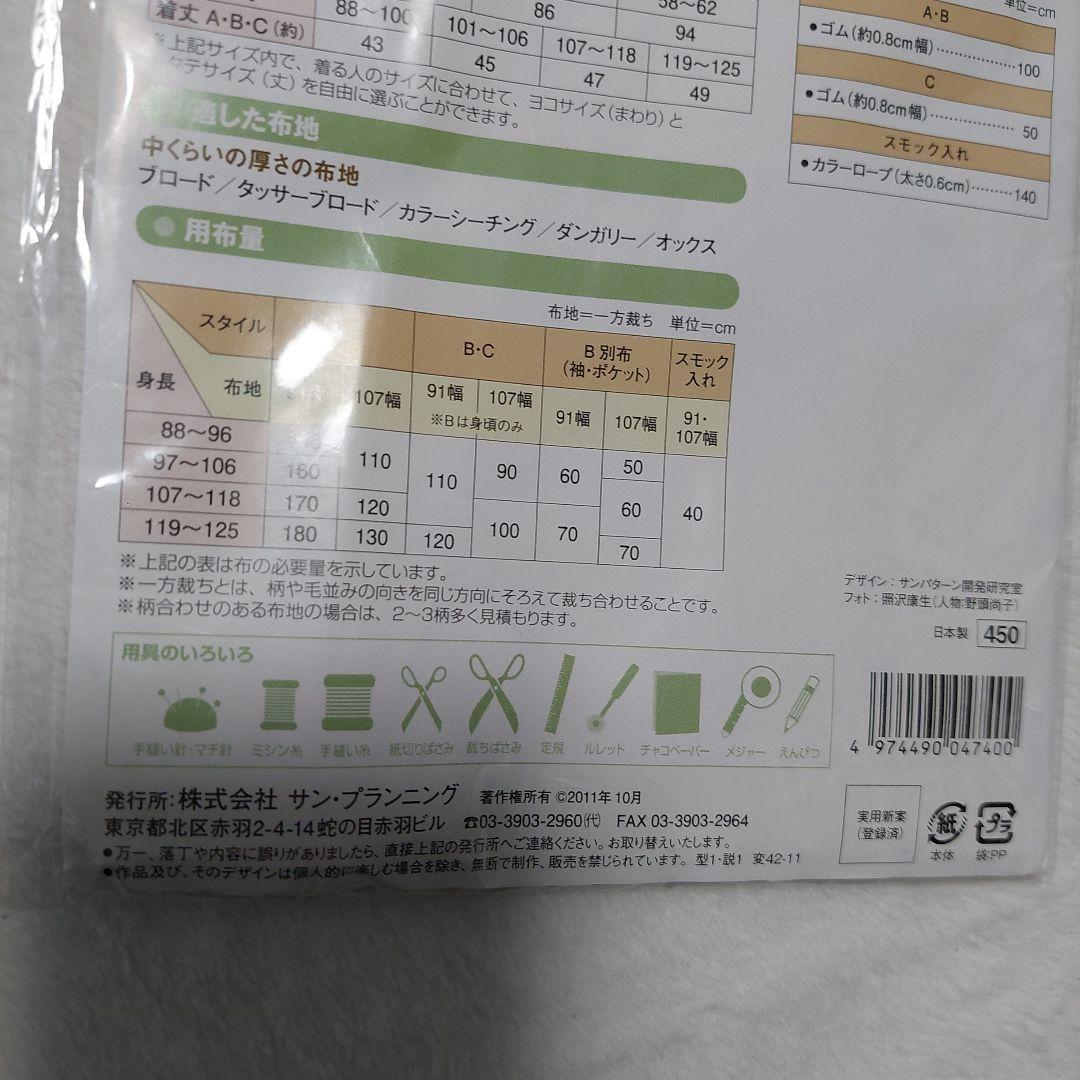 88〜100
86
58〜62
着丈 A・B・C(約)
43
101〜106
94
45
107〜118
119〜125
47
49
※上記サイズ内で、着る人のサイズに合わせて、ヨコサイズ(まわり)と
タテサイズ(丈)を自由に選ぶことができます。
単位=cm
A・B
●ゴム(約0.8cm幅)……………100
C
●ゴム(約0.8cm幅)……………… 50
スモック入れ
●カラーロープ(太さ0.6cm)………140
適した布地
中くらいの厚さの布地
ブロード/タッサーブロード/カラーシーチング/ダンガリー/オックス
●用布量
布地=一方裁ち 単位=cm
スタイル
身長
布地
B・C
B 別布
(袖・ポケット)
スモック
入れ
107幅
91幅
107幅
※Bは身頃のみ
91幅
107幅
91・
107幅
88〜96
97〜106
107〜118
119〜125
160
110
110
90
60
50
40
170
120
60
180
130
120
100
70
70
※上記の表は布の必要量を示しています。
※一方裁ちとは、柄や毛並みの向きを同じ方向にそろえて裁ち合わせることです。
※柄合わせのある布地の場合は、2〜3柄多く見積もります。
デザイン:サンパターン開発研究室
フォト:照沢康生(人物:野頭尚子)
日本製 450
用具のいろいろ
手縫い針・マチ針 ミシン糸 手縫い糸 紙切りばさみ 裁ちばさみ 定規 ルレット チャコペーパー メジャー えんぴつ
4 974490 047400
発行所:株式会社 サン・プランニング 著作権所有 ©2011年10月
東京都北区赤羽2-4-14蛇の目赤羽ビル ☎03-3903-2960(代) FAX 03-3903-2964
●万一、落丁や内容に誤りがありましたら、直接上記の発行所へご連絡ください。お取り替えいたします。
●作品及び、そのデザインは個人的に楽しむ場合を除き、無断で制作、販売を禁じられています。 型1・説1 変42-11
実用新案
(登録済)
紙
本体
プラ
袋:PP